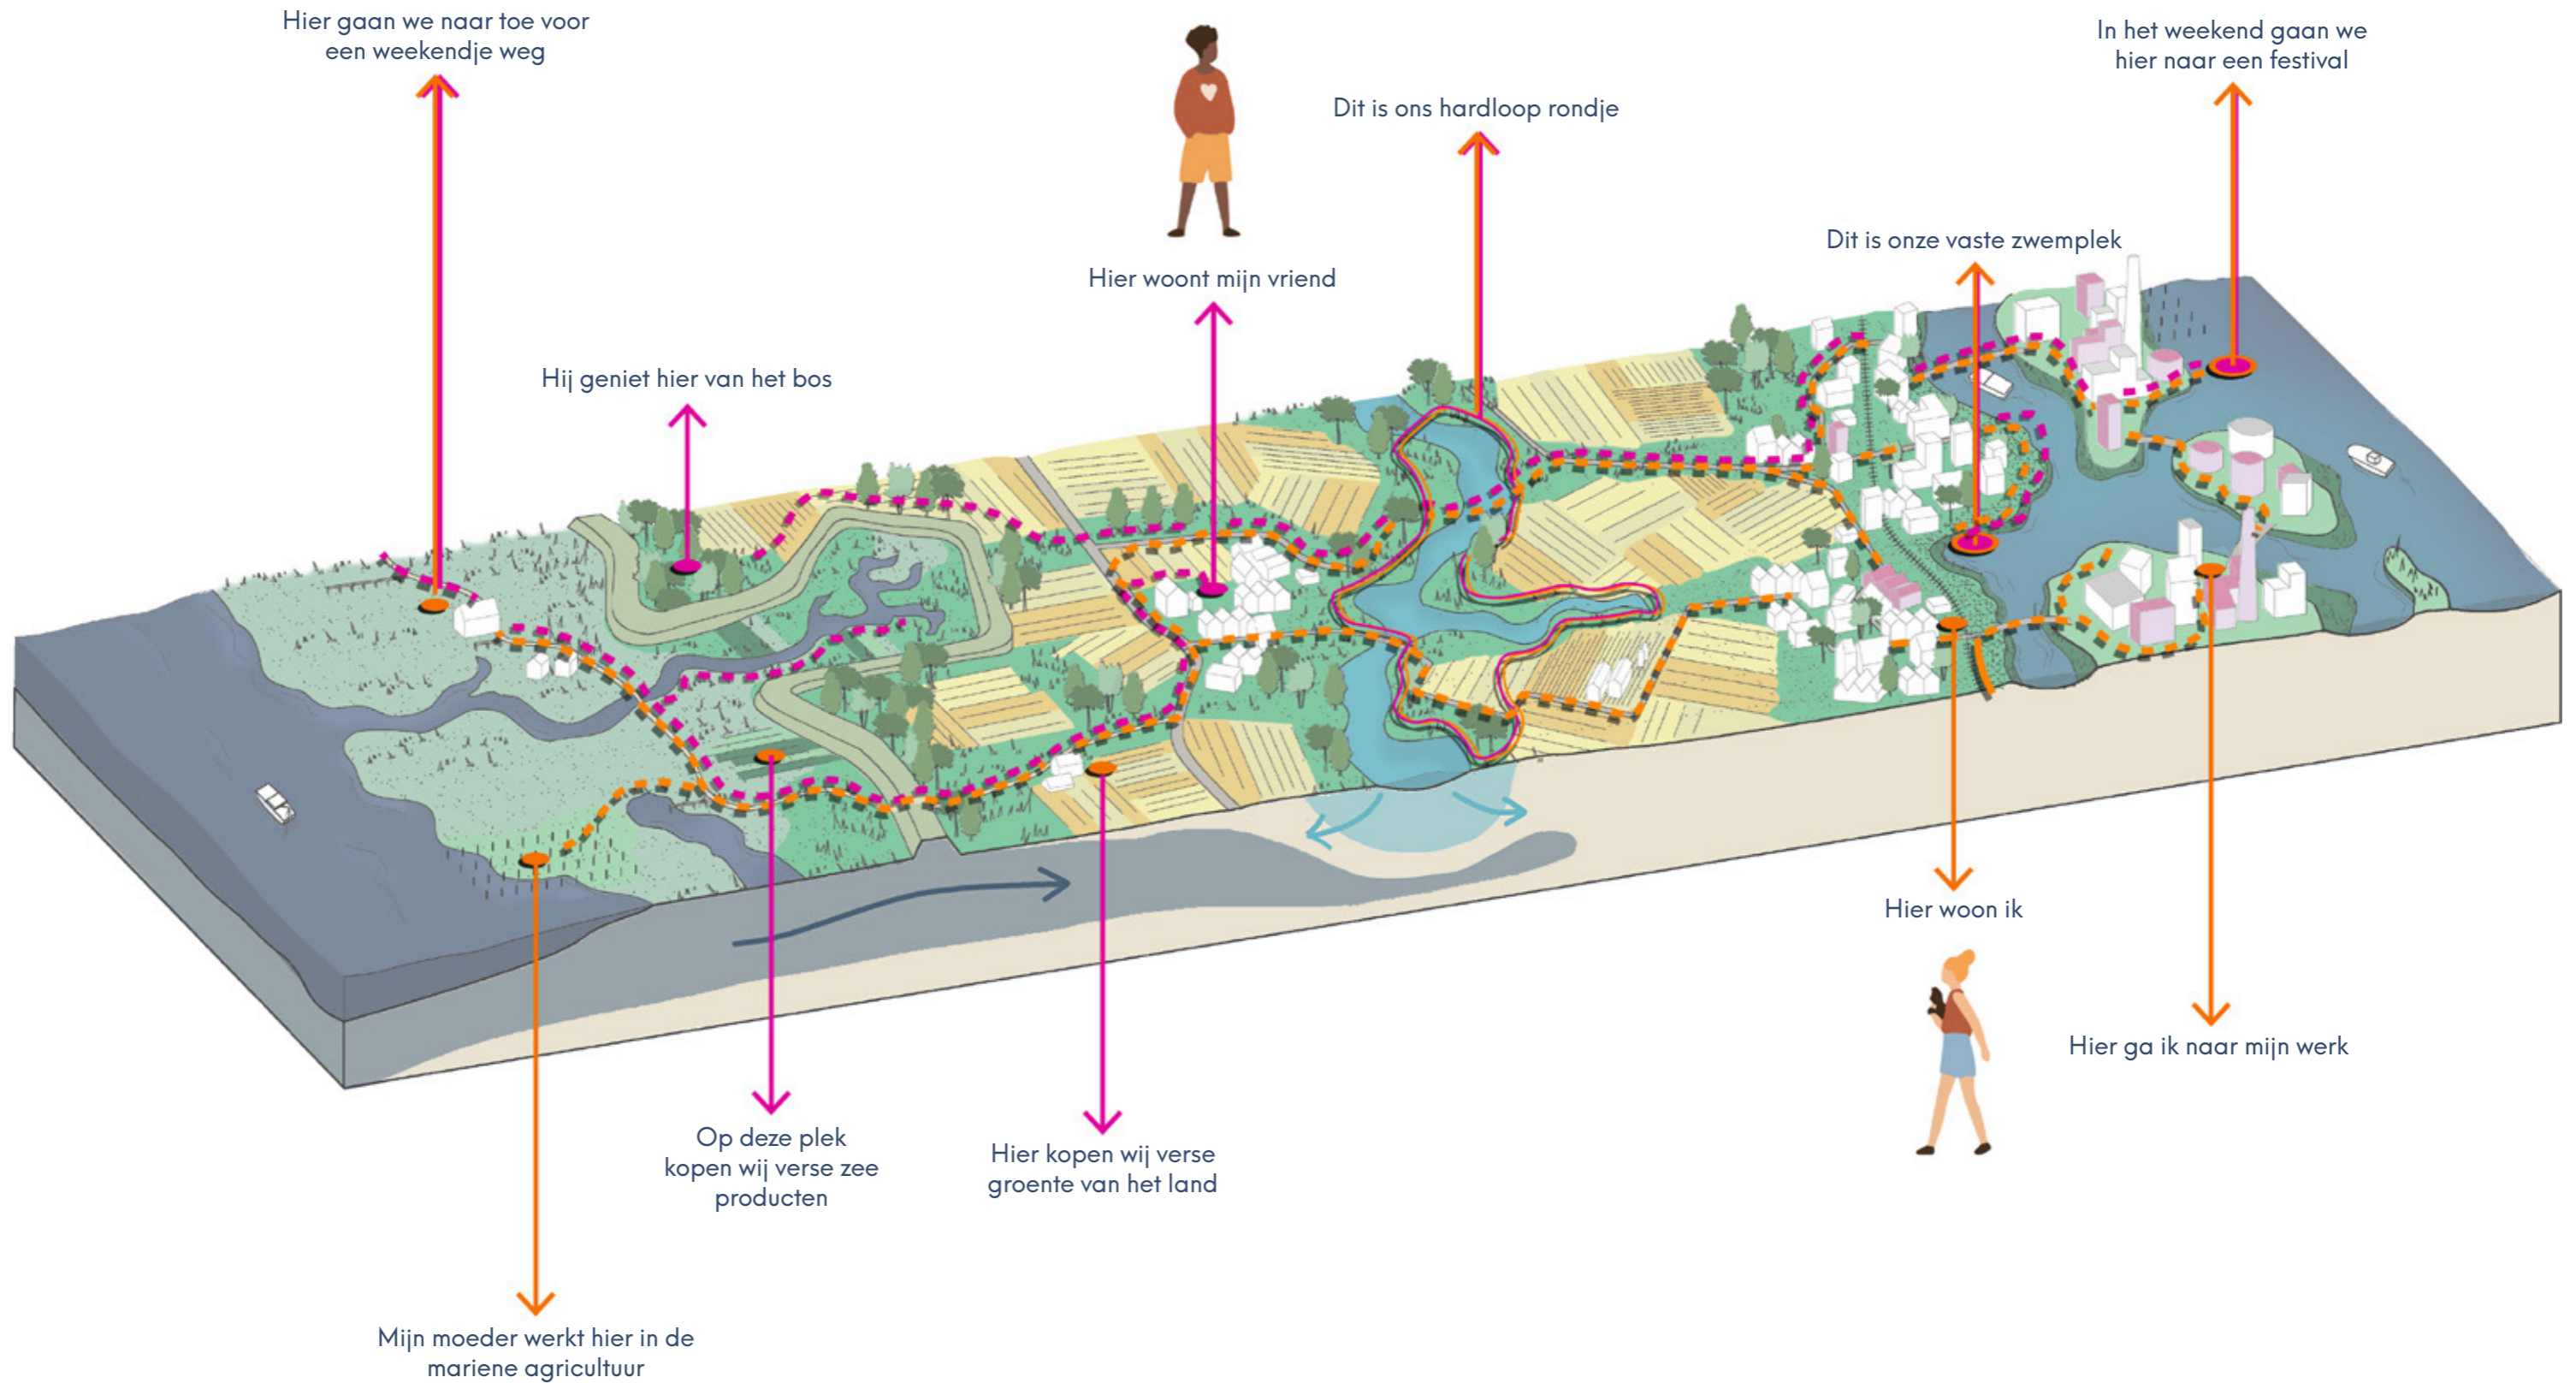 Hier gaan we naar toe voor
een weekendje weg
In het weekend gaan we
hier naar een festival
Dit is ons hardloop rondje
Dit is onze vaste zwemplek
Hier woont mijn vriend
Hij geniet hier van het bos
Hier woon ik
Hier ga ik naar mijn werk
Op deze plek
kopen wij verse zee
producten
Hier kopen wij verse
groente van het land
Mijn moeder werkt hier in de
mariene agricultuur